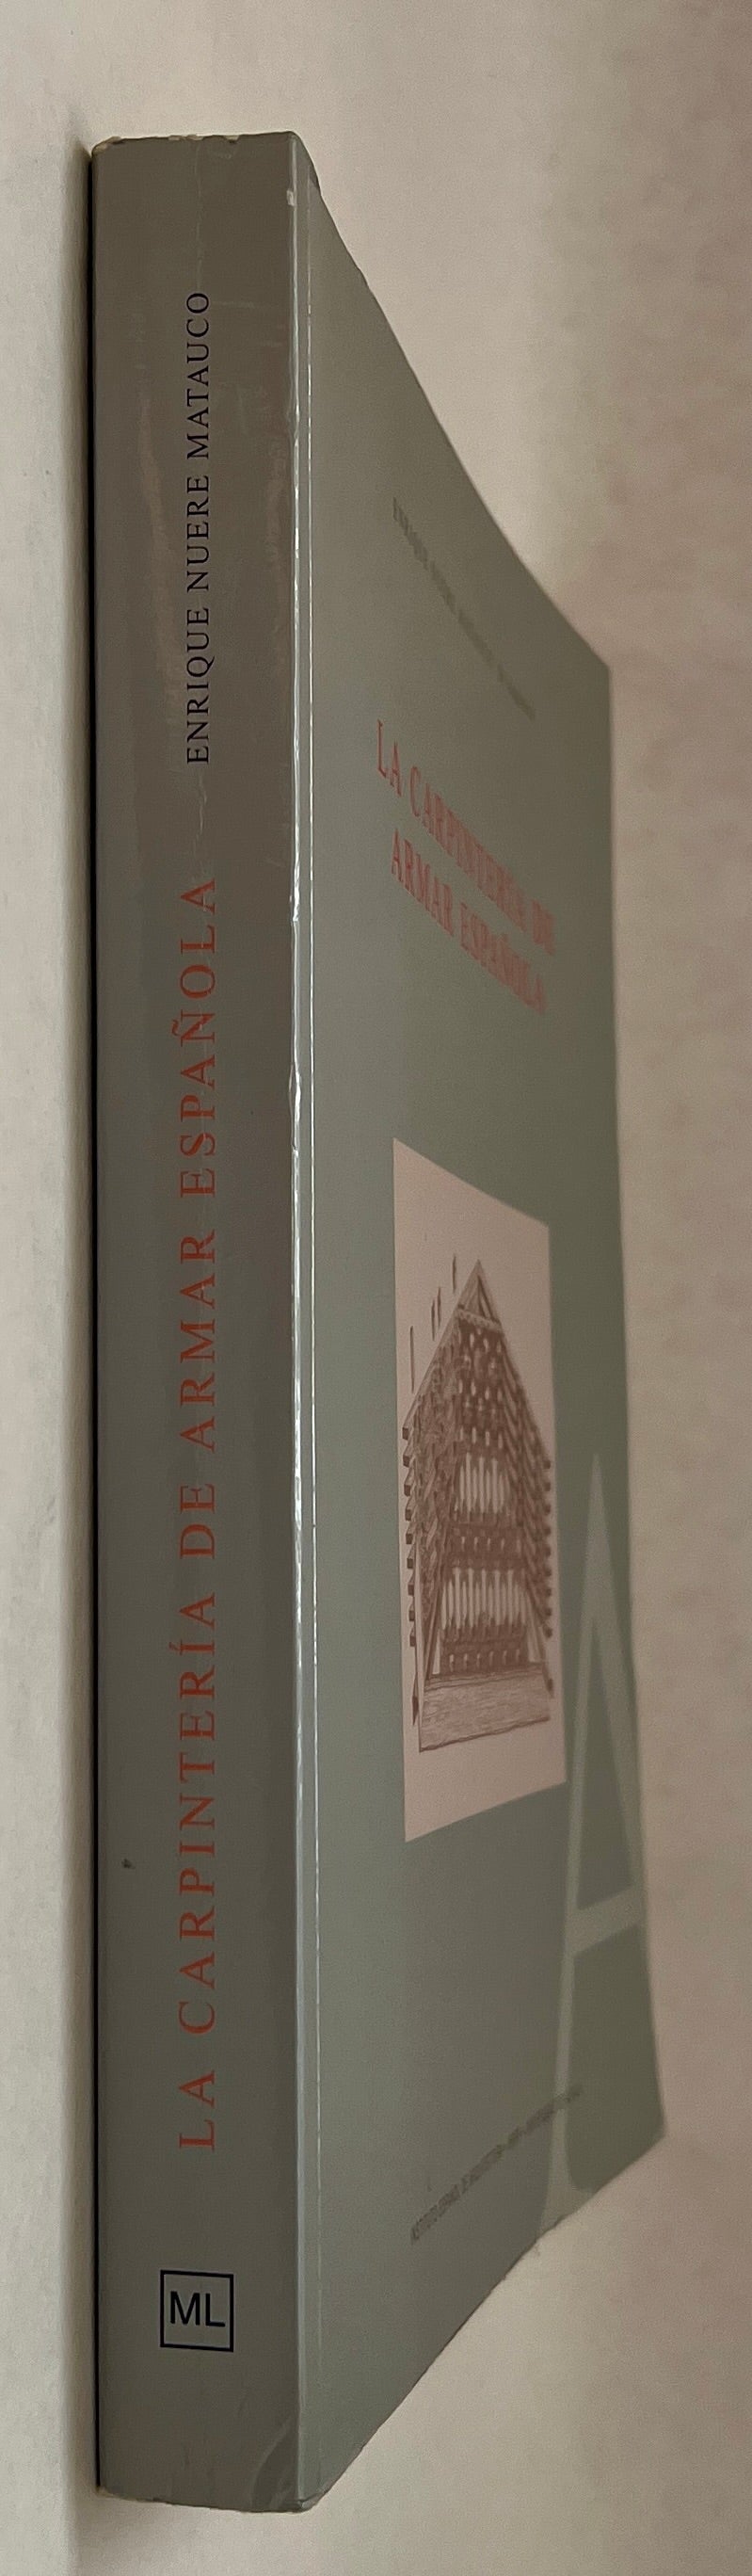 LA CARPINTERÍA DE ARMAR ESPAÑOLA ENRIQUE NUERE MATAUCO
ML
LA CARPINTERÍA DE
ARMAR ESPAÑOLA
A